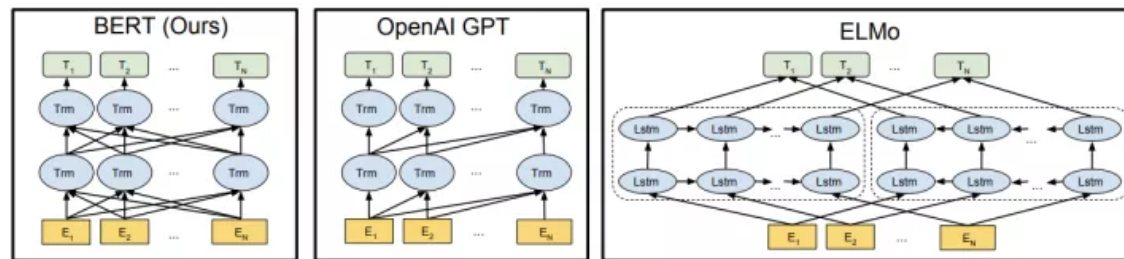 BERT (Ours)
T1 T2 ... TN
Trm Trm ... Trm
Trm Trm ... Trm
E1 E2 ... EN
OpenAI GPT
T1 T2 ... TN
Trm Trm ... Trm
Trm Trm ... Trm
E1 E2 ... EN
ELMo
T1 T2 ... TN
Lstm Lstm ... Lstm Lstm Lstm ... Lstm
Lstm Lstm ... Lstm Lstm Lstm ... Lstm
E1 E2 ... EN